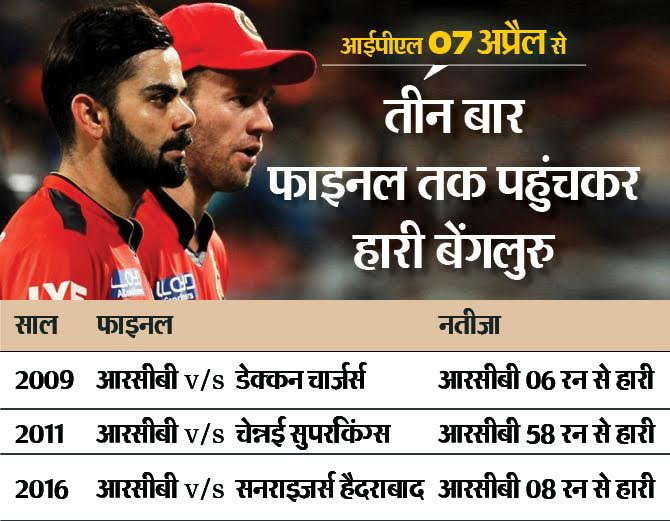 आईपीएल 07 अप्रैल से
तीन बार
फाइनल तक पहुंचकर
हारी बेंगलुरु
साल फाइनल नतीजा
2009 आरसीबी v/s डेक्कन चार्जर्स आरसीबी 06 रन से हारी
2011 आरसीबी v/s चेन्नई सुपरकिंग्स आरसीबी 58 रन से हारी
2016 आरसीबी v/s सनराइजर्स हैदराबाद आरसीबी 08 रन से हारी